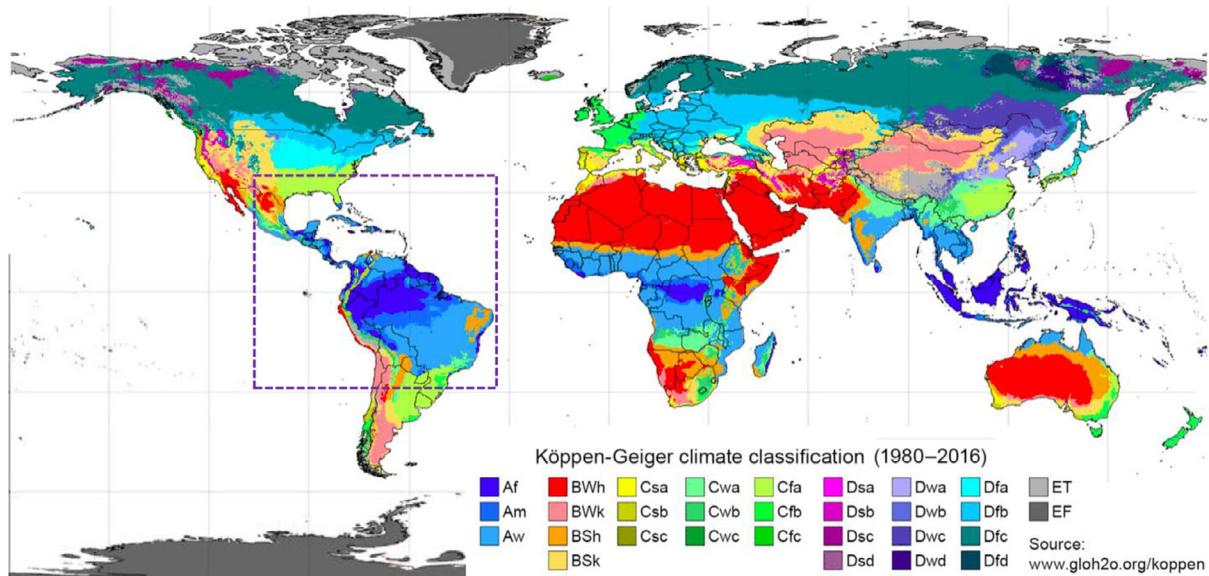 Köppen-Geiger climate classification (1980–2016)
Af BWh Csa Cwa Cfa Dsa Dwa Dfa ET
Am BWk Csb Cwb Cfb Dsb Dwb Dfb EF
Aw BSh Csc Cwc Cfc Dsc Dwc Dfc Source:
BSk Dsd Dwd Dfd www.gloh2o.org/koppen